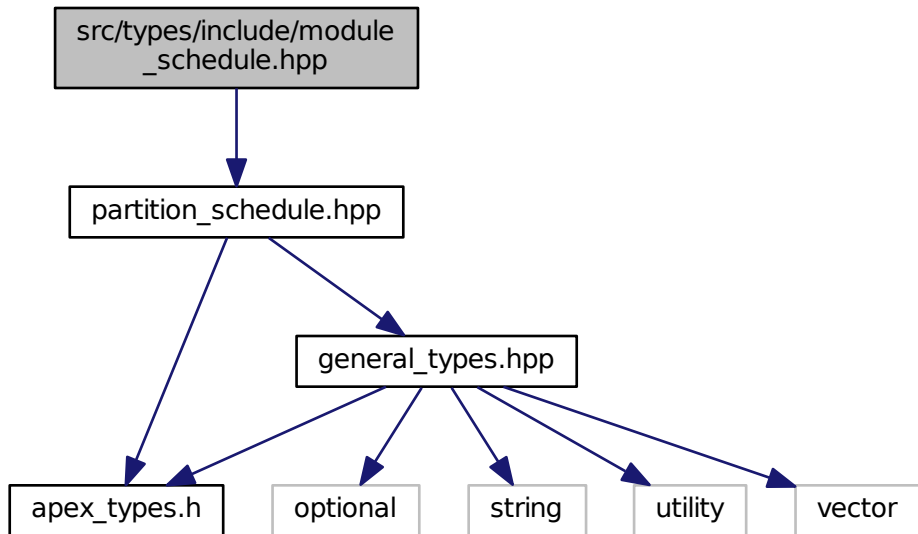 src/types/include/module
_schedule.hpp
partition_schedule.hpp
general_types.hpp
apex_types.h
optional
string
utility
vector